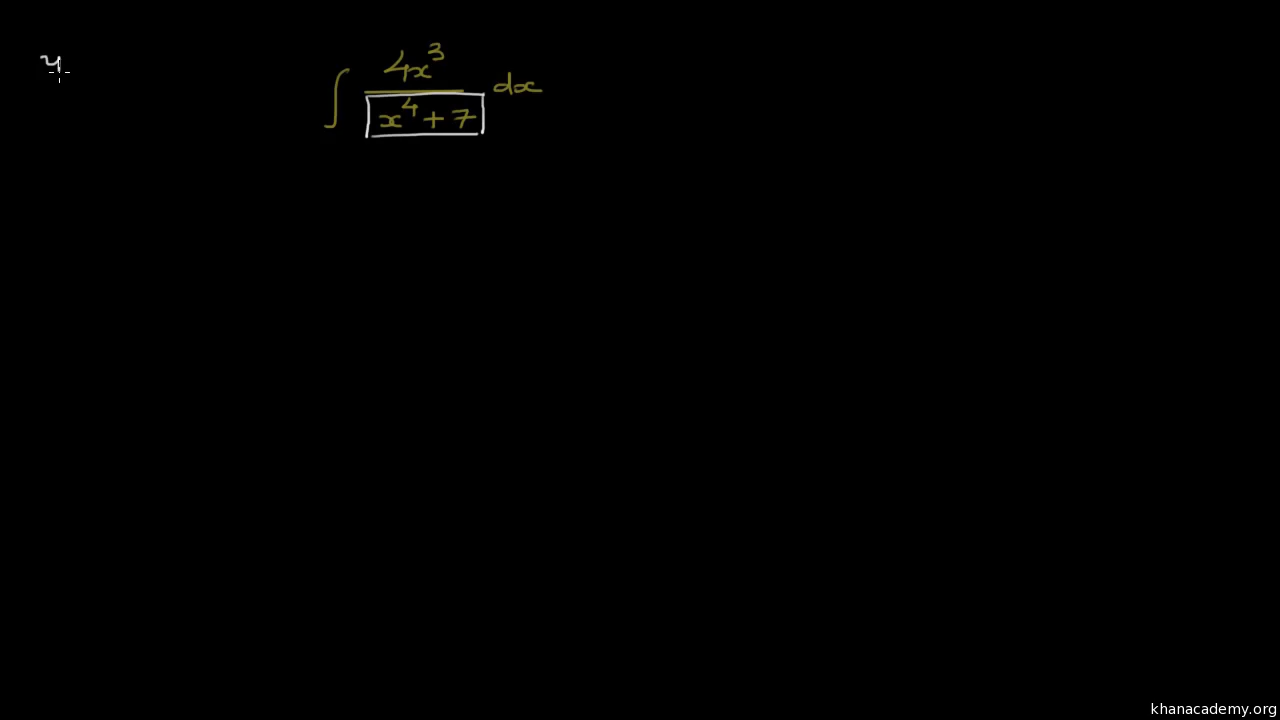 ∫ 4x³ / (x⁴ + 7) dx
khanacademy.org